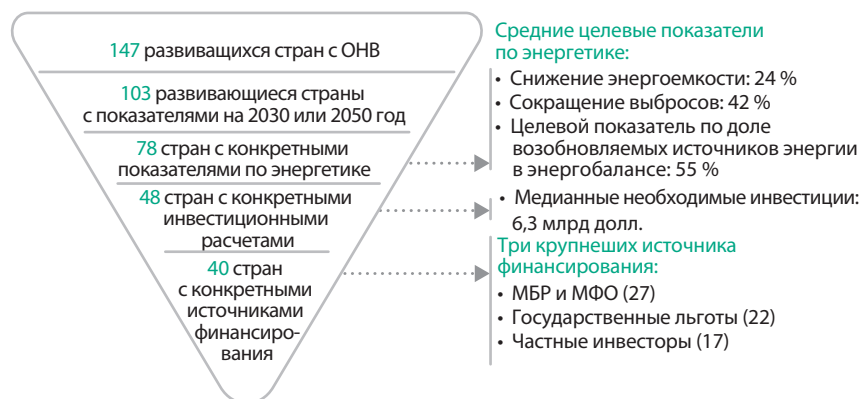 147 развиващихся стран с ОНВ
103 развивающиеся страны
с показателями на 2030 или 2050 год
78 стран с конкретными
показателями по энергетике
48 стран с конкретными
инвестиционными
расчетами
40 стран
с конкретными
источниками
финансиро-
вания
Средние целевые показатели
по энергетике:
• Снижение энергоемкости: 24 %
• Сокращение выбросов: 42 %
• Целевой показатель по доле
возобновляемых источников энергии
в энергобалансе: 55 %
• Медианные необходимые инвестиции:
6,3 млрд долл.
Три крупнеших источника
финансирования:
• МБР и МФО (27)
• Государственные льготы (22)
• Частные инвесторы (17)